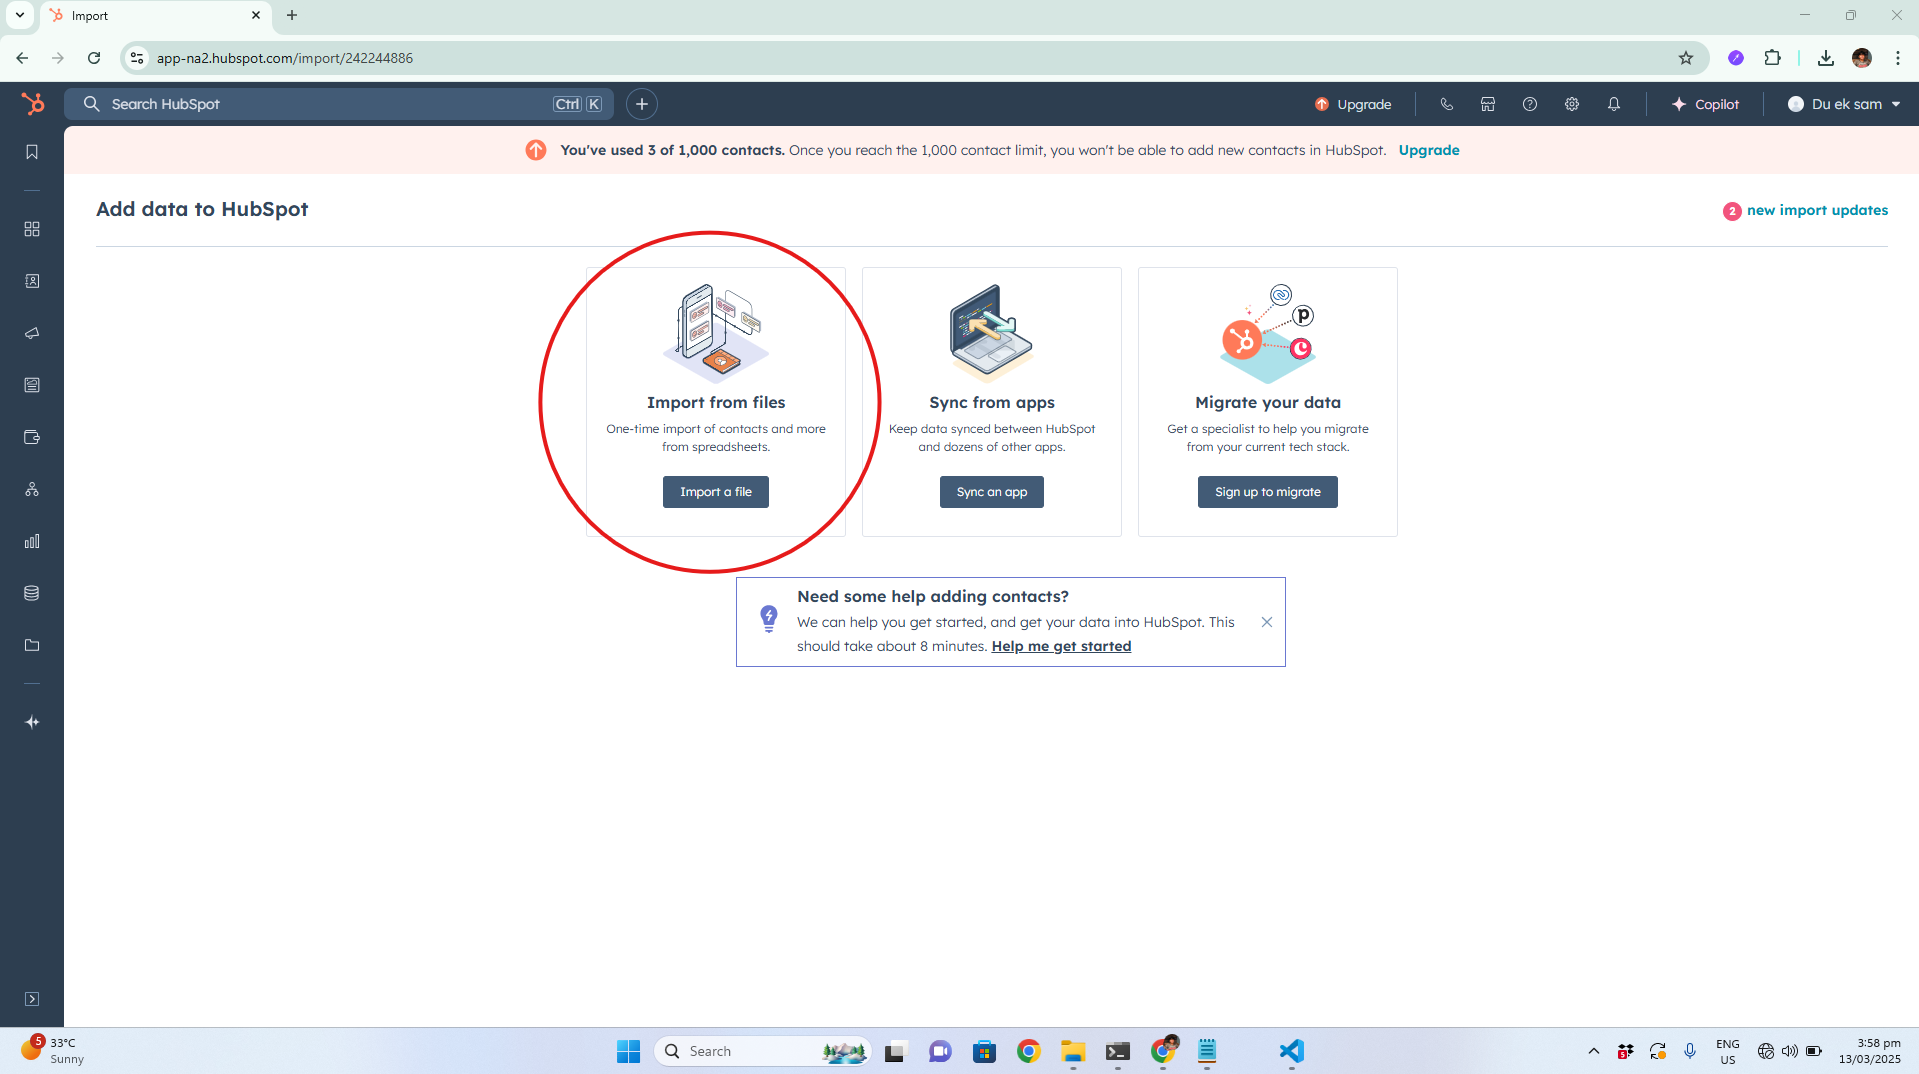 Import
app-na2.hubspot.com/import/242244886
Search HubSpot
Ctrl K
Upgrade
Copilot
Du ek sam
You've used 3 of 1,000 contacts. Once you reach the 1,000 contact limit, you won't be able to add new contacts in HubSpot. Upgrade
Add data to HubSpot
2 new import updates
Import from files
One-time import of contacts and more
from spreadsheets.
Import a file
Sync from apps
Keep data synced between HubSpot
and dozens of other apps.
Sync an app
Migrate your data
Get a specialist to help you migrate
from your current tech stack.
Sign up to migrate
Need some help adding contacts?
We can help you get started, and get your data into HubSpot. This
should take about 8 minutes. Help me get started
5
33°C
Sunny
Search
5
ENG
US
3:58 pm
13/03/2025